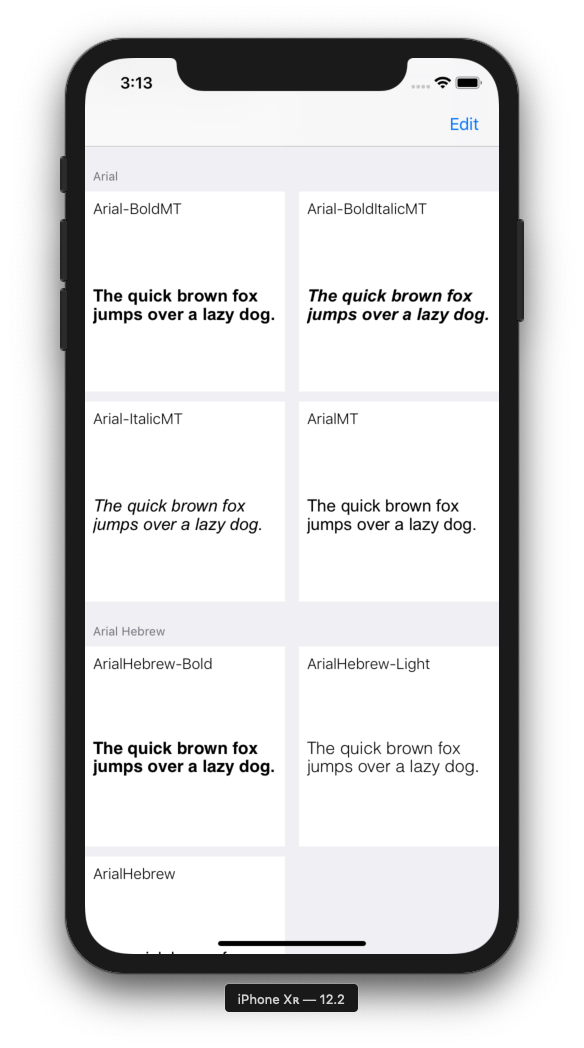 3:13
Edit
Arial
Arial-BoldMT
The quick brown fox
jumps over a lazy dog.
Arial-BoldItalicMT
The quick brown fox
jumps over a lazy dog.
Arial-ItalicMT
The quick brown fox
jumps over a lazy dog.
ArialMT
The quick brown fox
jumps over a lazy dog.
Arial Hebrew
ArialHebrew-Bold
The quick brown fox
jumps over a lazy dog.
ArialHebrew-Light
The quick brown fox
jumps over a lazy dog.
ArialHebrew
iPhone Xʀ — 12.2